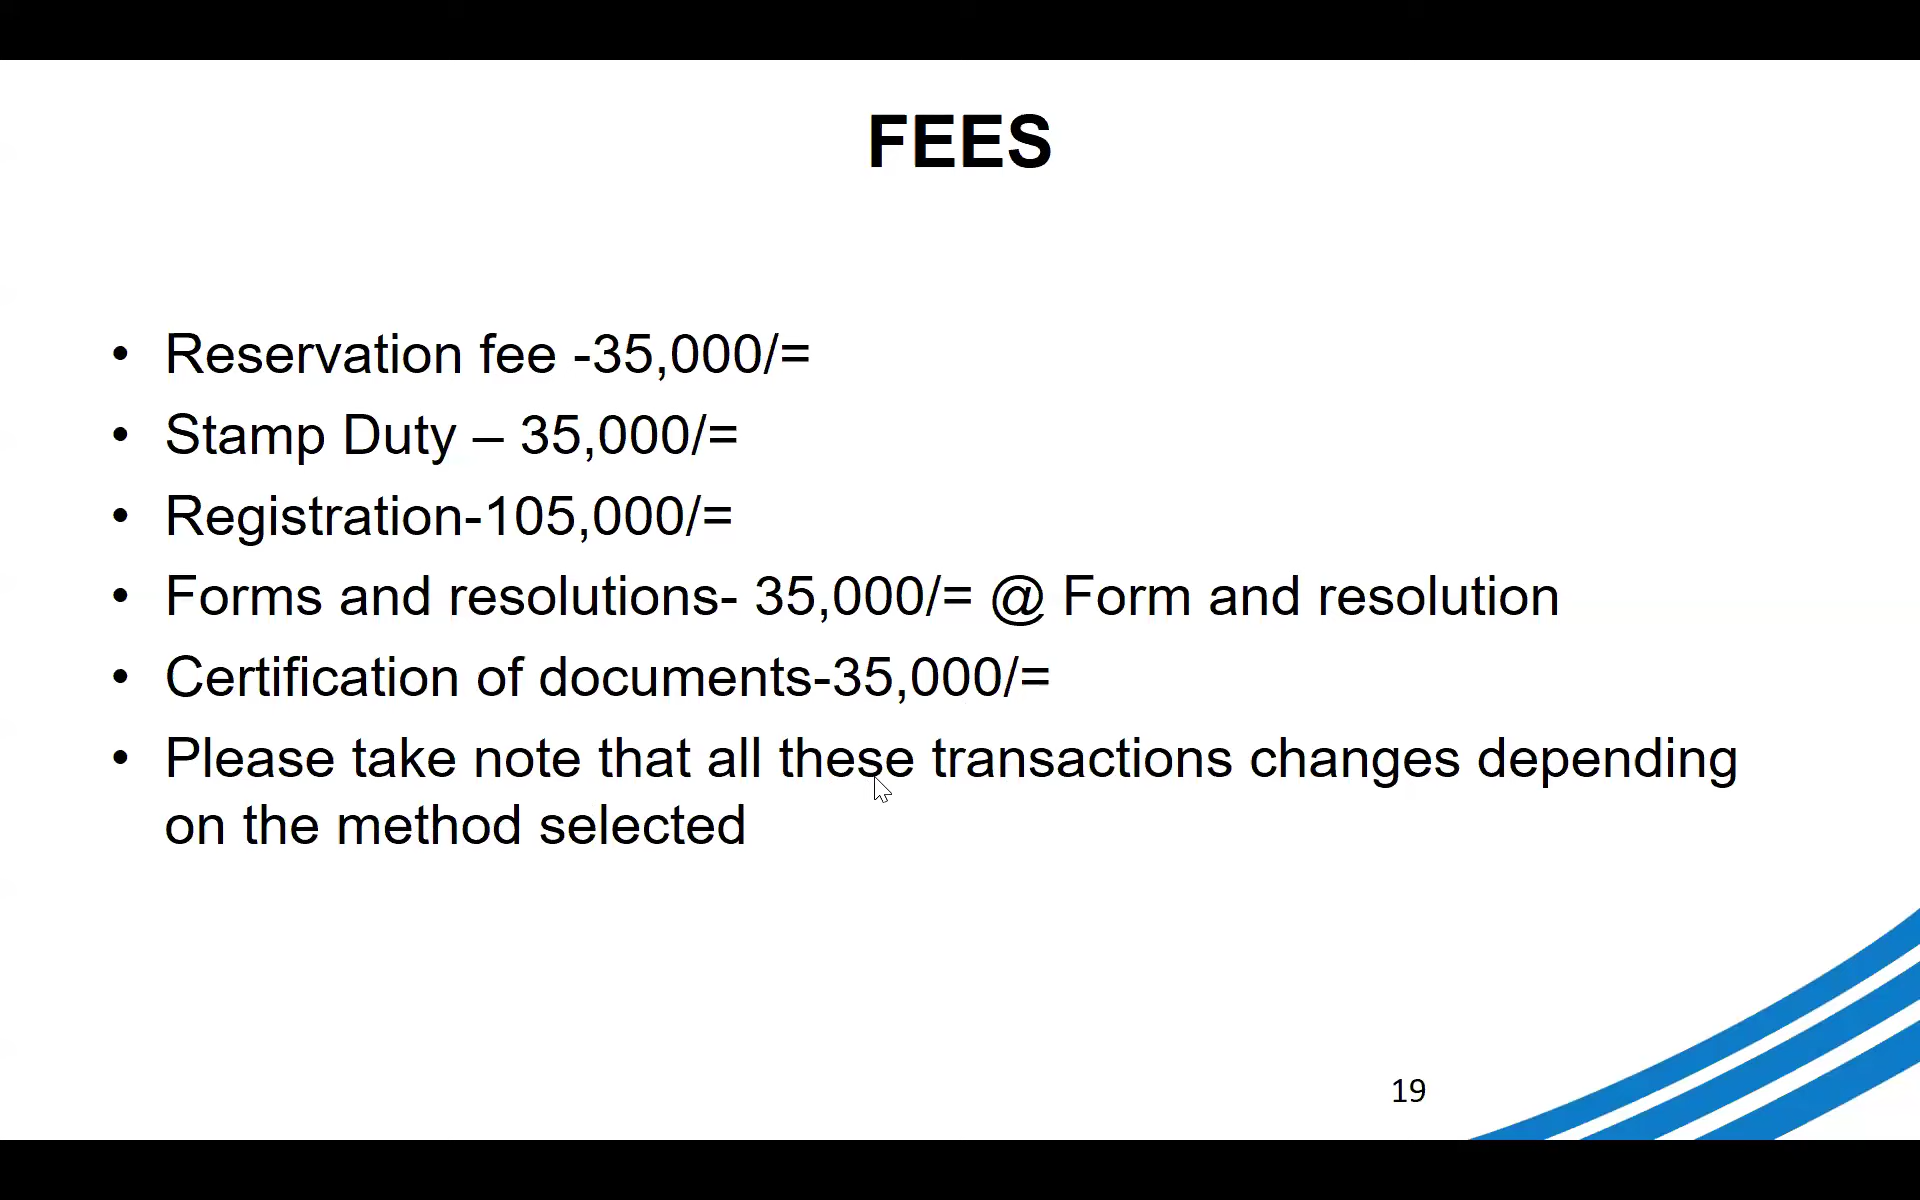 FEES
• Reservation fee -35,000/=
• Stamp Duty – 35,000/=
• Registration-105,000/=
• Forms and resolutions- 35,000/= @ Form and resolution
• Certification of documents-35,000/=
• Please take note that all these transactions changes depending
on the method selected
19